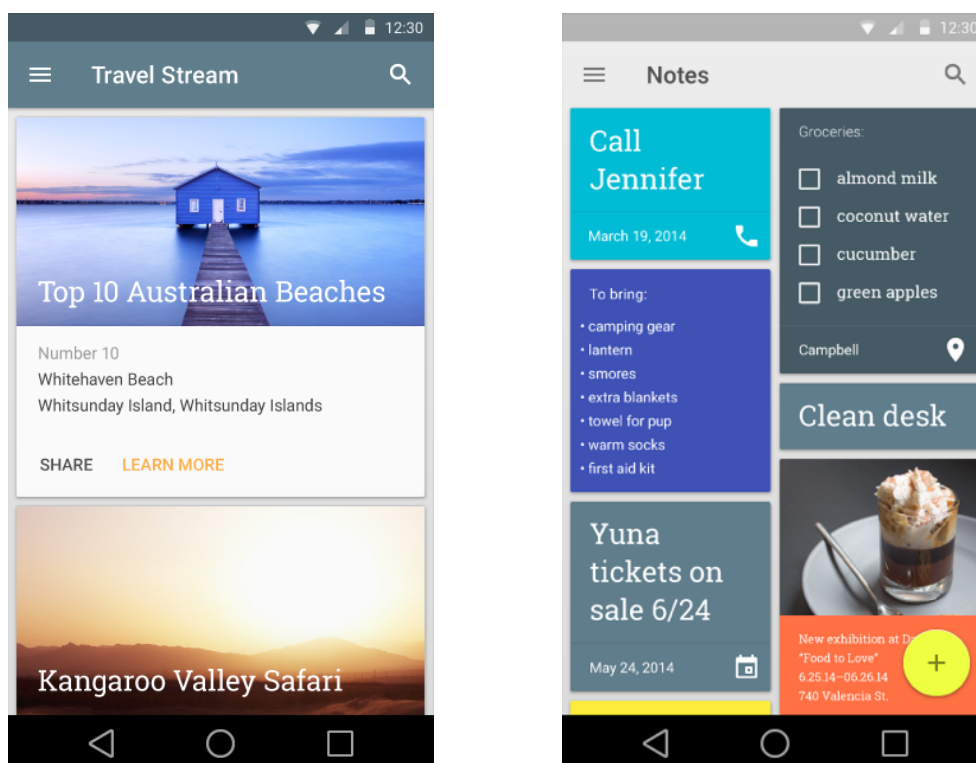 12:30
Travel Stream
Top 10 Australian Beaches
Number 10
Whitehaven Beach
Whitsunday Island, Whitsunday Islands
SHARE LEARN MORE
Kangaroo Valley Safari
12:30
Notes
Call
Jennifer
March 19, 2014
To bring:
• camping gear
• lantern
• smores
• extra blankets
• towel for pup
• warm socks
• first aid kit
Yuna
tickets on
sale 6/24
May 24, 2014
Groceries:
almond milk
coconut water
cucumber
green apples
Campbell
Clean desk
New exhibition at
"Food to Love"
6.25.14–06.26.14
740 Valencia St.